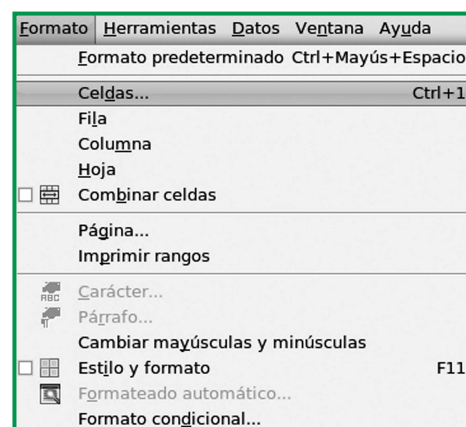 Formato Herramientas Datos Ventana Ayuda
Formato predeterminado Ctrl+Mayús+Espacio
Celdas... Ctrl+1
Fila
Columna
Hoja
Combinar celdas
Página...
Imprimir rangos
ABC Carácter...
Párrafo...
Cambiar mayúsculas y minúsculas
Estilo y formato F11
Formateado automático...
Formato condicional...